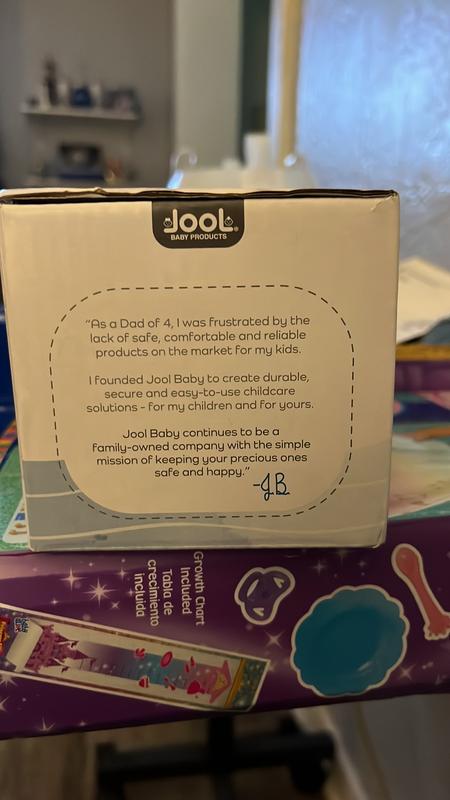 JOOL
BABY PRODUCTS
“As a Dad of 4, I was frustrated by the
lack of safe, comfortable and reliable
products on the market for my kids.
I founded Jool Baby to create durable,
secure and easy-to-use childcare
solutions - for my children and for yours.
Jool Baby continues to be a
family-owned company with the simple
mission of keeping your precious ones
safe and happy.”
-J.B.
Growth Chart
Included
Tabla de
crecimiento
incluida